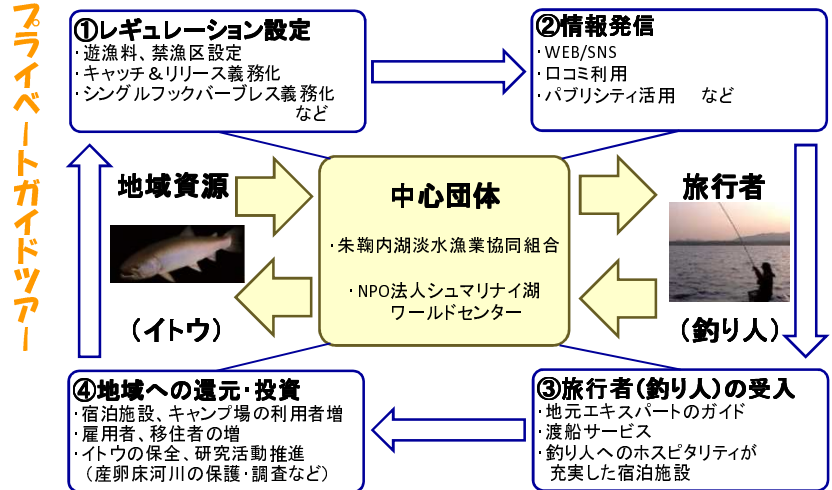 プライベートガイドツアー
①レギュレーション設定
・遊漁料、禁漁区設定
・キャッチ＆リリース義務化
・シングルフックバーブレス義務化
など
②情報発信
・WEB/SNS
・口コミ利用
・パブリシティ活用　など
地域資源
（イトウ）
中心団体
・朱鞠内湖淡水漁業協同組合
・NPO法人シュマリナイ湖
ワールドセンター
旅行者
（釣り人）
③旅行者（釣り人）の受入
・地元エキスパートのガイド
・渡船サービス
・釣り人へのホスピタリティが
充実した宿泊施設
④地域への還元・投資
・宿泊施設、キャンプ場の利用者増
・雇用者、移住者の増
・イトウの保全、研究活動推進
（産卵床河川の保護・調査など）